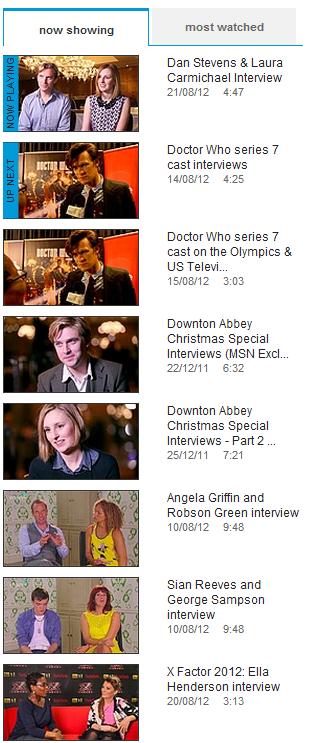 now showing
most watched
NOW PLAYING
Dan Stevens & Laura
Carmichael Interview
21/08/12 4:47
UP NEXT
Doctor Who series 7
cast interviews
14/08/12 4:25
Doctor Who series 7
cast on the Olympics &
US Televi...
15/08/12 3:03
Downton Abbey
Christmas Special
Interviews (MSN Excl...
22/12/11 6:32
Downton Abbey
Christmas Special
Interviews - Part 2 ...
25/12/11 7:21
Angela Griffin and
Robson Green interview
10/08/12 9:48
Sian Reeves and
George Sampson
interview
10/08/12 9:48
X Factor 2012: Ella
Henderson interview
20/08/12 3:13